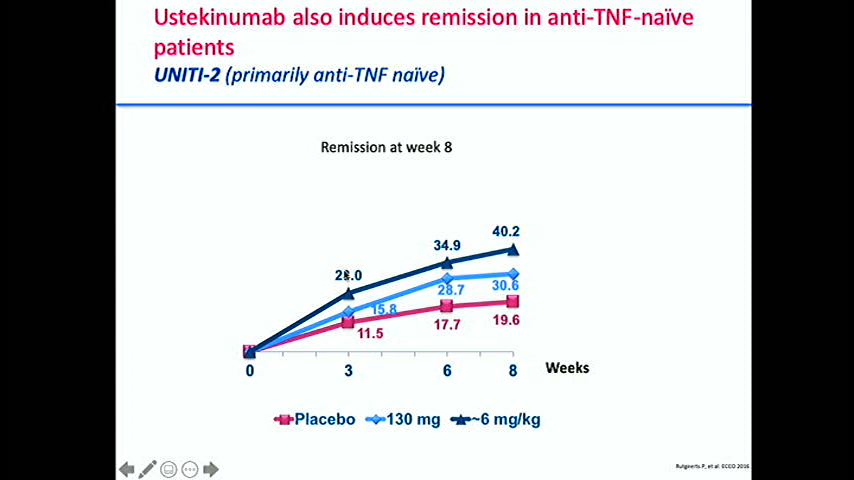 Ustekinumab also induces remission in anti-TNF-naïve
patients
UNITI-2 (primarily anti-TNF naïve)
Remission at week 8
40.2
34.9
30.6
28.7
15.8
19.6
17.7
11.5
0 3 6 8 Weeks
Placebo 130 mg ~6 mg/kg
Rutgeerts P, et al. ECCO 2016